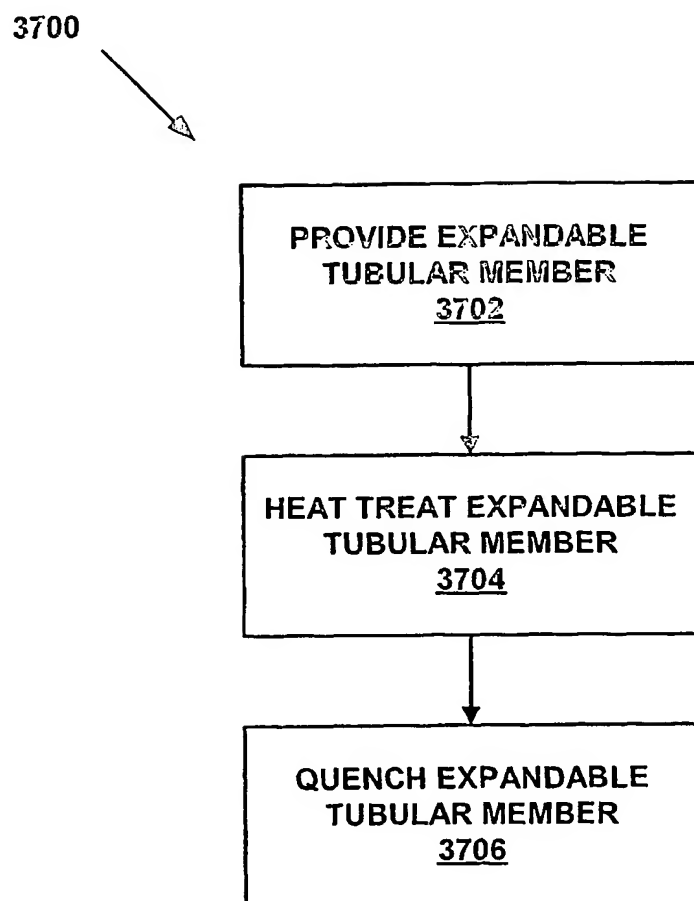 3700
PROVIDE EXPANDABLE
TUBULAR MEMBER
3702
HEAT TREAT EXPANDABLE
TUBULAR MEMBER
3704
QUENCH EXPANDABLE
TUBULAR MEMBER
3706